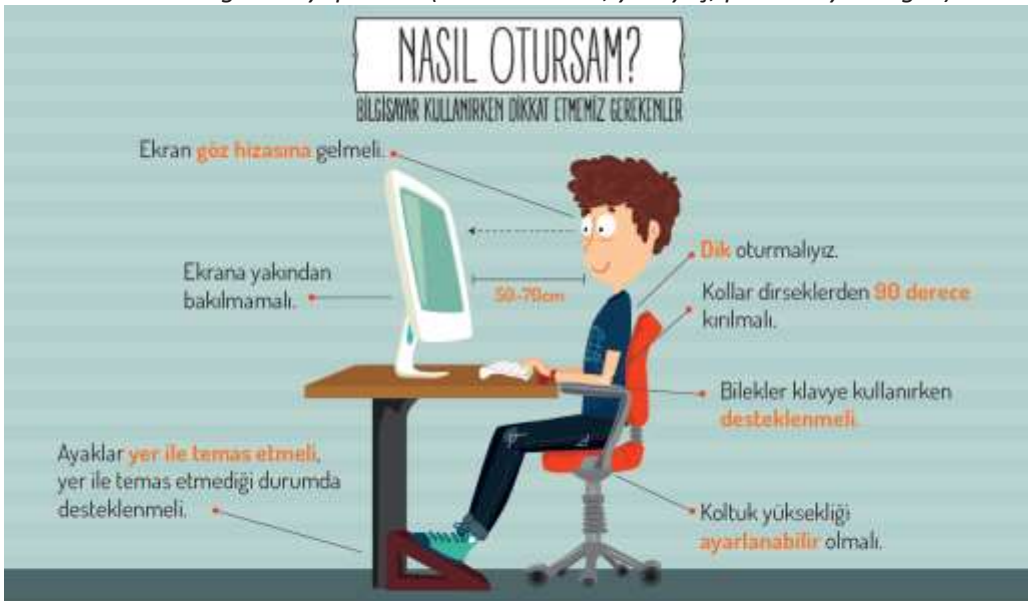 NASIL OTURSAM?
BİLGİSAYAR KULLANIRKEN DİKKAT ETMEMİZ GEREKENLER
Ekran göz hizasına gelmeli.
Ekrana yakından
bakılmamalı.
50-70cm
Dik oturmalıyız.
Kollar dirseklerden 90 derece
kırılmalı.
Bilekler klavye kullanırken
desteklenmeli.
Ayaklar yer ile temas etmeli,
yer ile temas etmediği durumda
desteklenmeli.
Koltuk yüksekliği
ayarlanabilir olmalı.